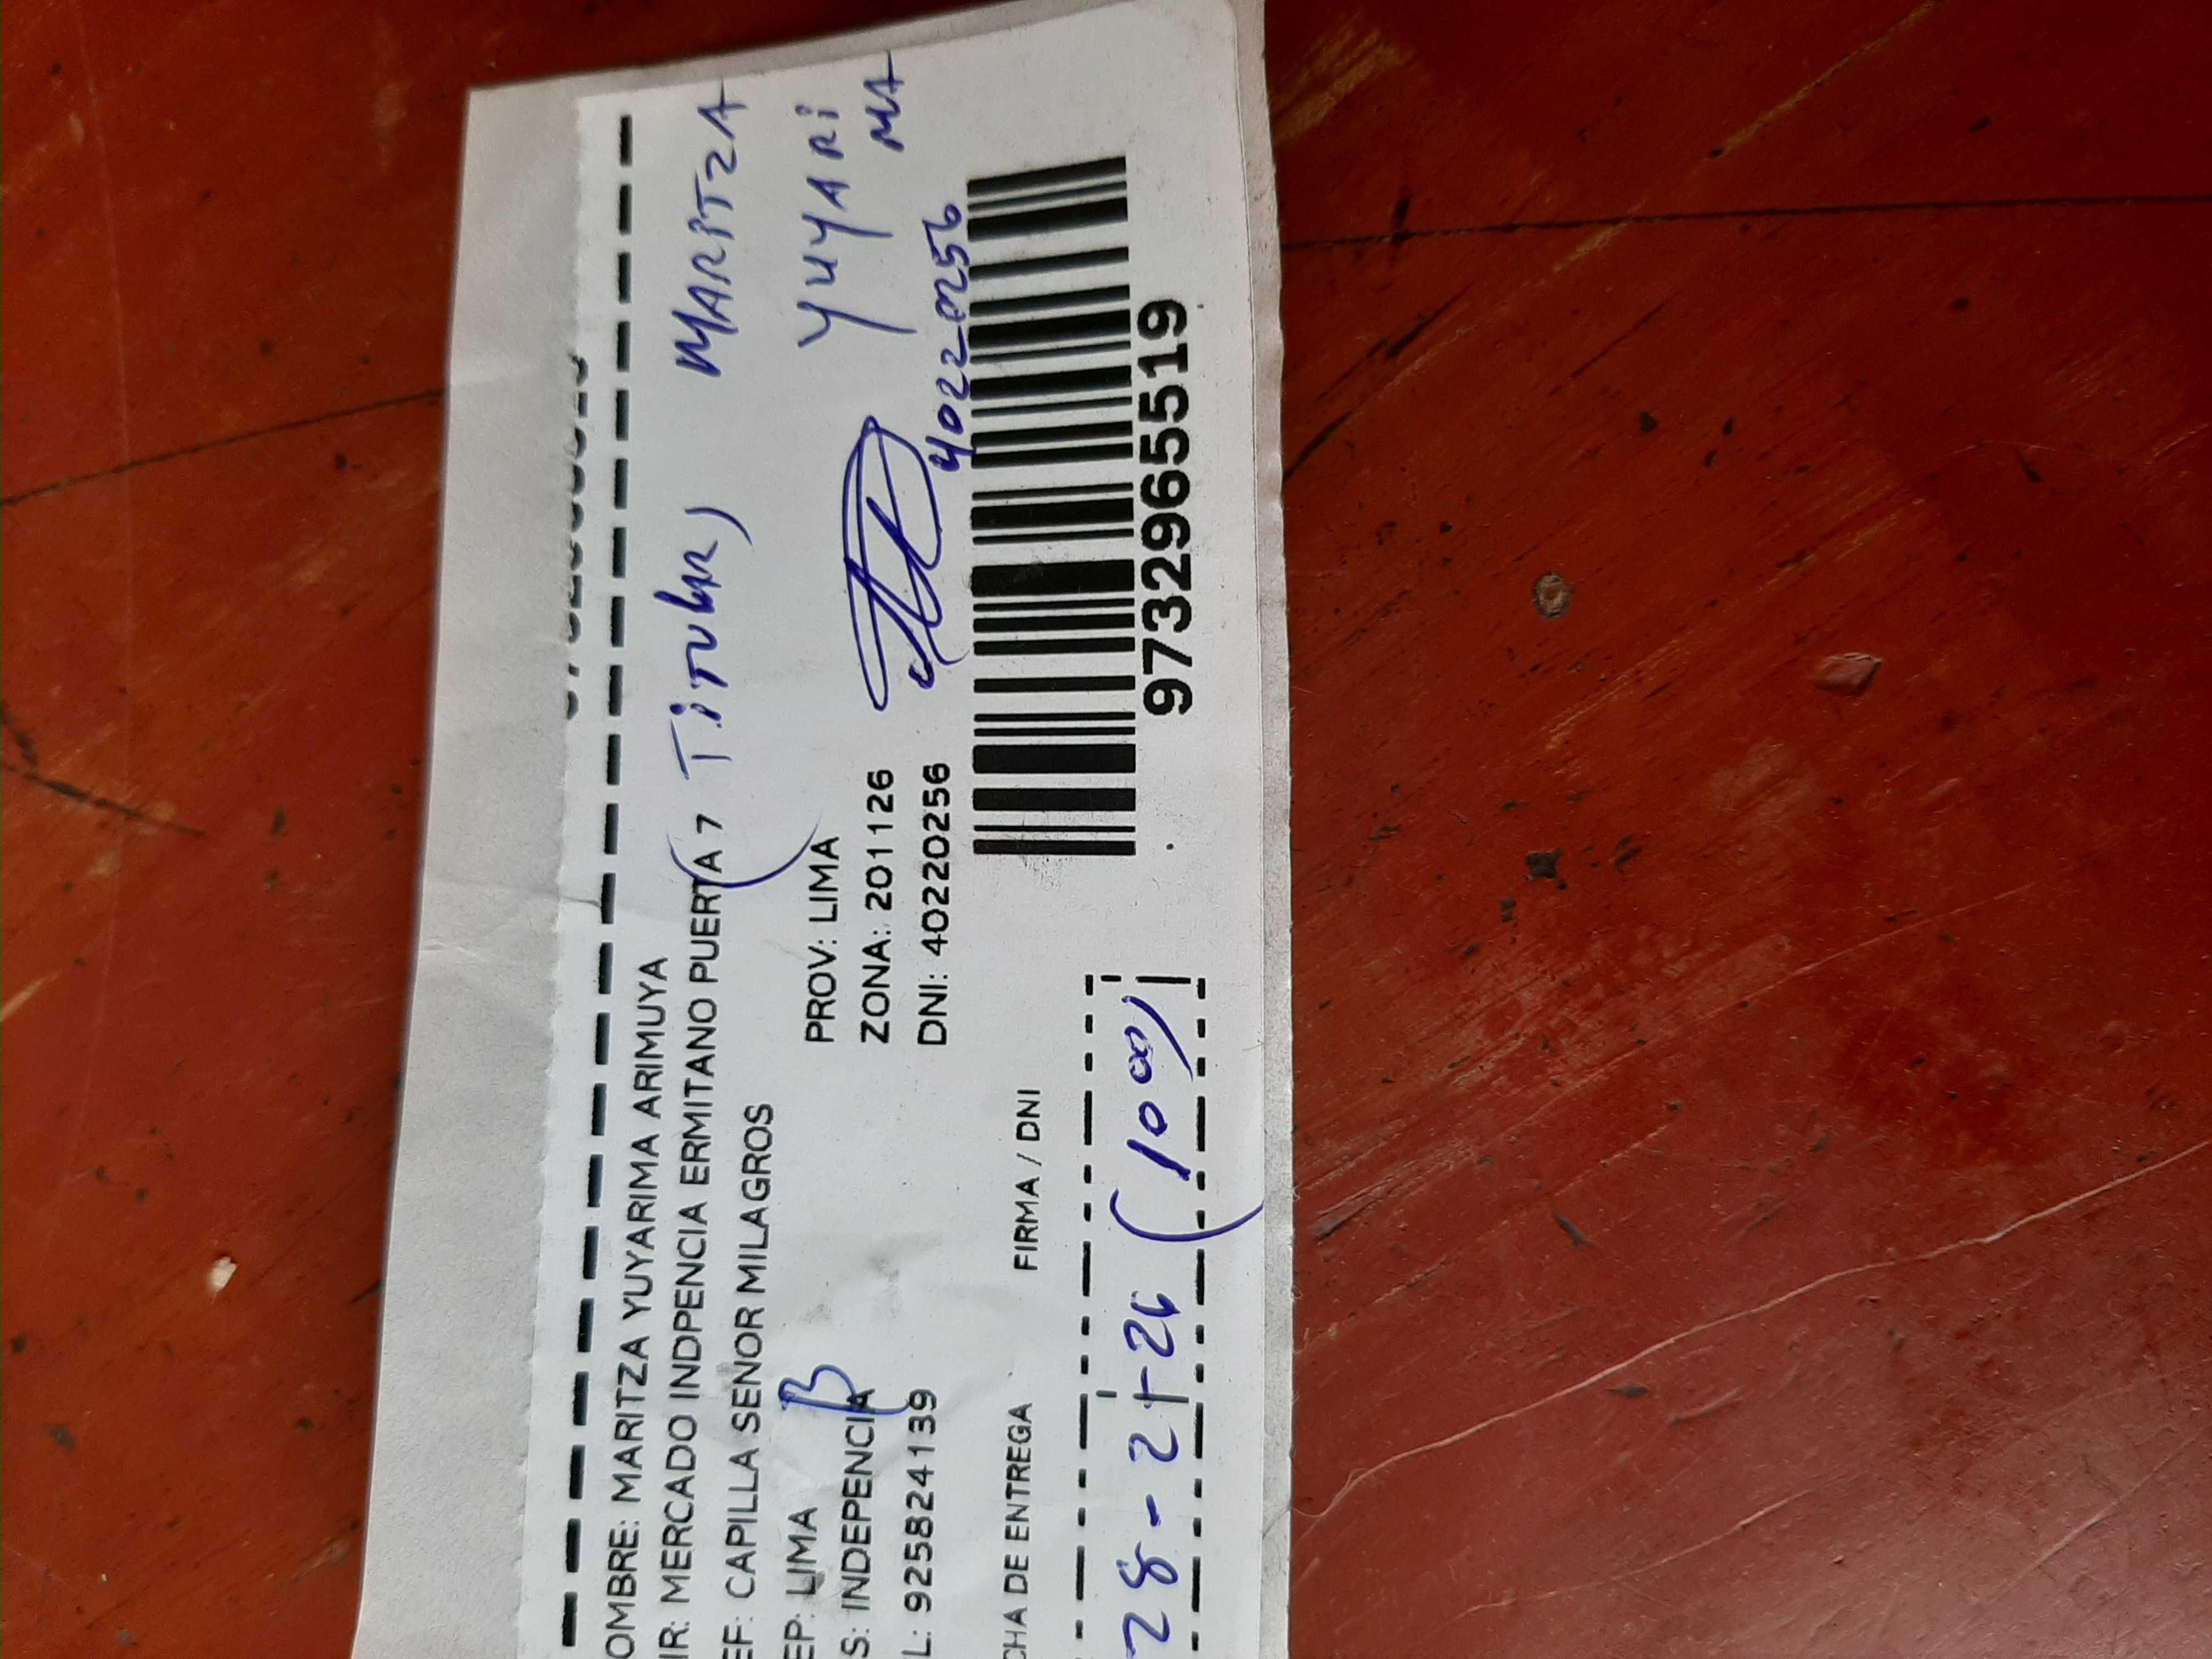 OMBRE: MARITZA YUYARIMA ARIMUYA
IR: MERCADO INDPENCIA ERMITANO PUERTA 7
(Titular) MARITZA
EF: CAPILLA SENOR MILAGROS
YUYARI
MA
EP: LIMA
PROV: LIMA
B
S: INDEPENCIA
ZONA: 201126
L: 925824139
DNI: 40220256
40220256
CHA DE ENTREGA
FIRMA / DNI
9732965519
28-2-26 (1000)